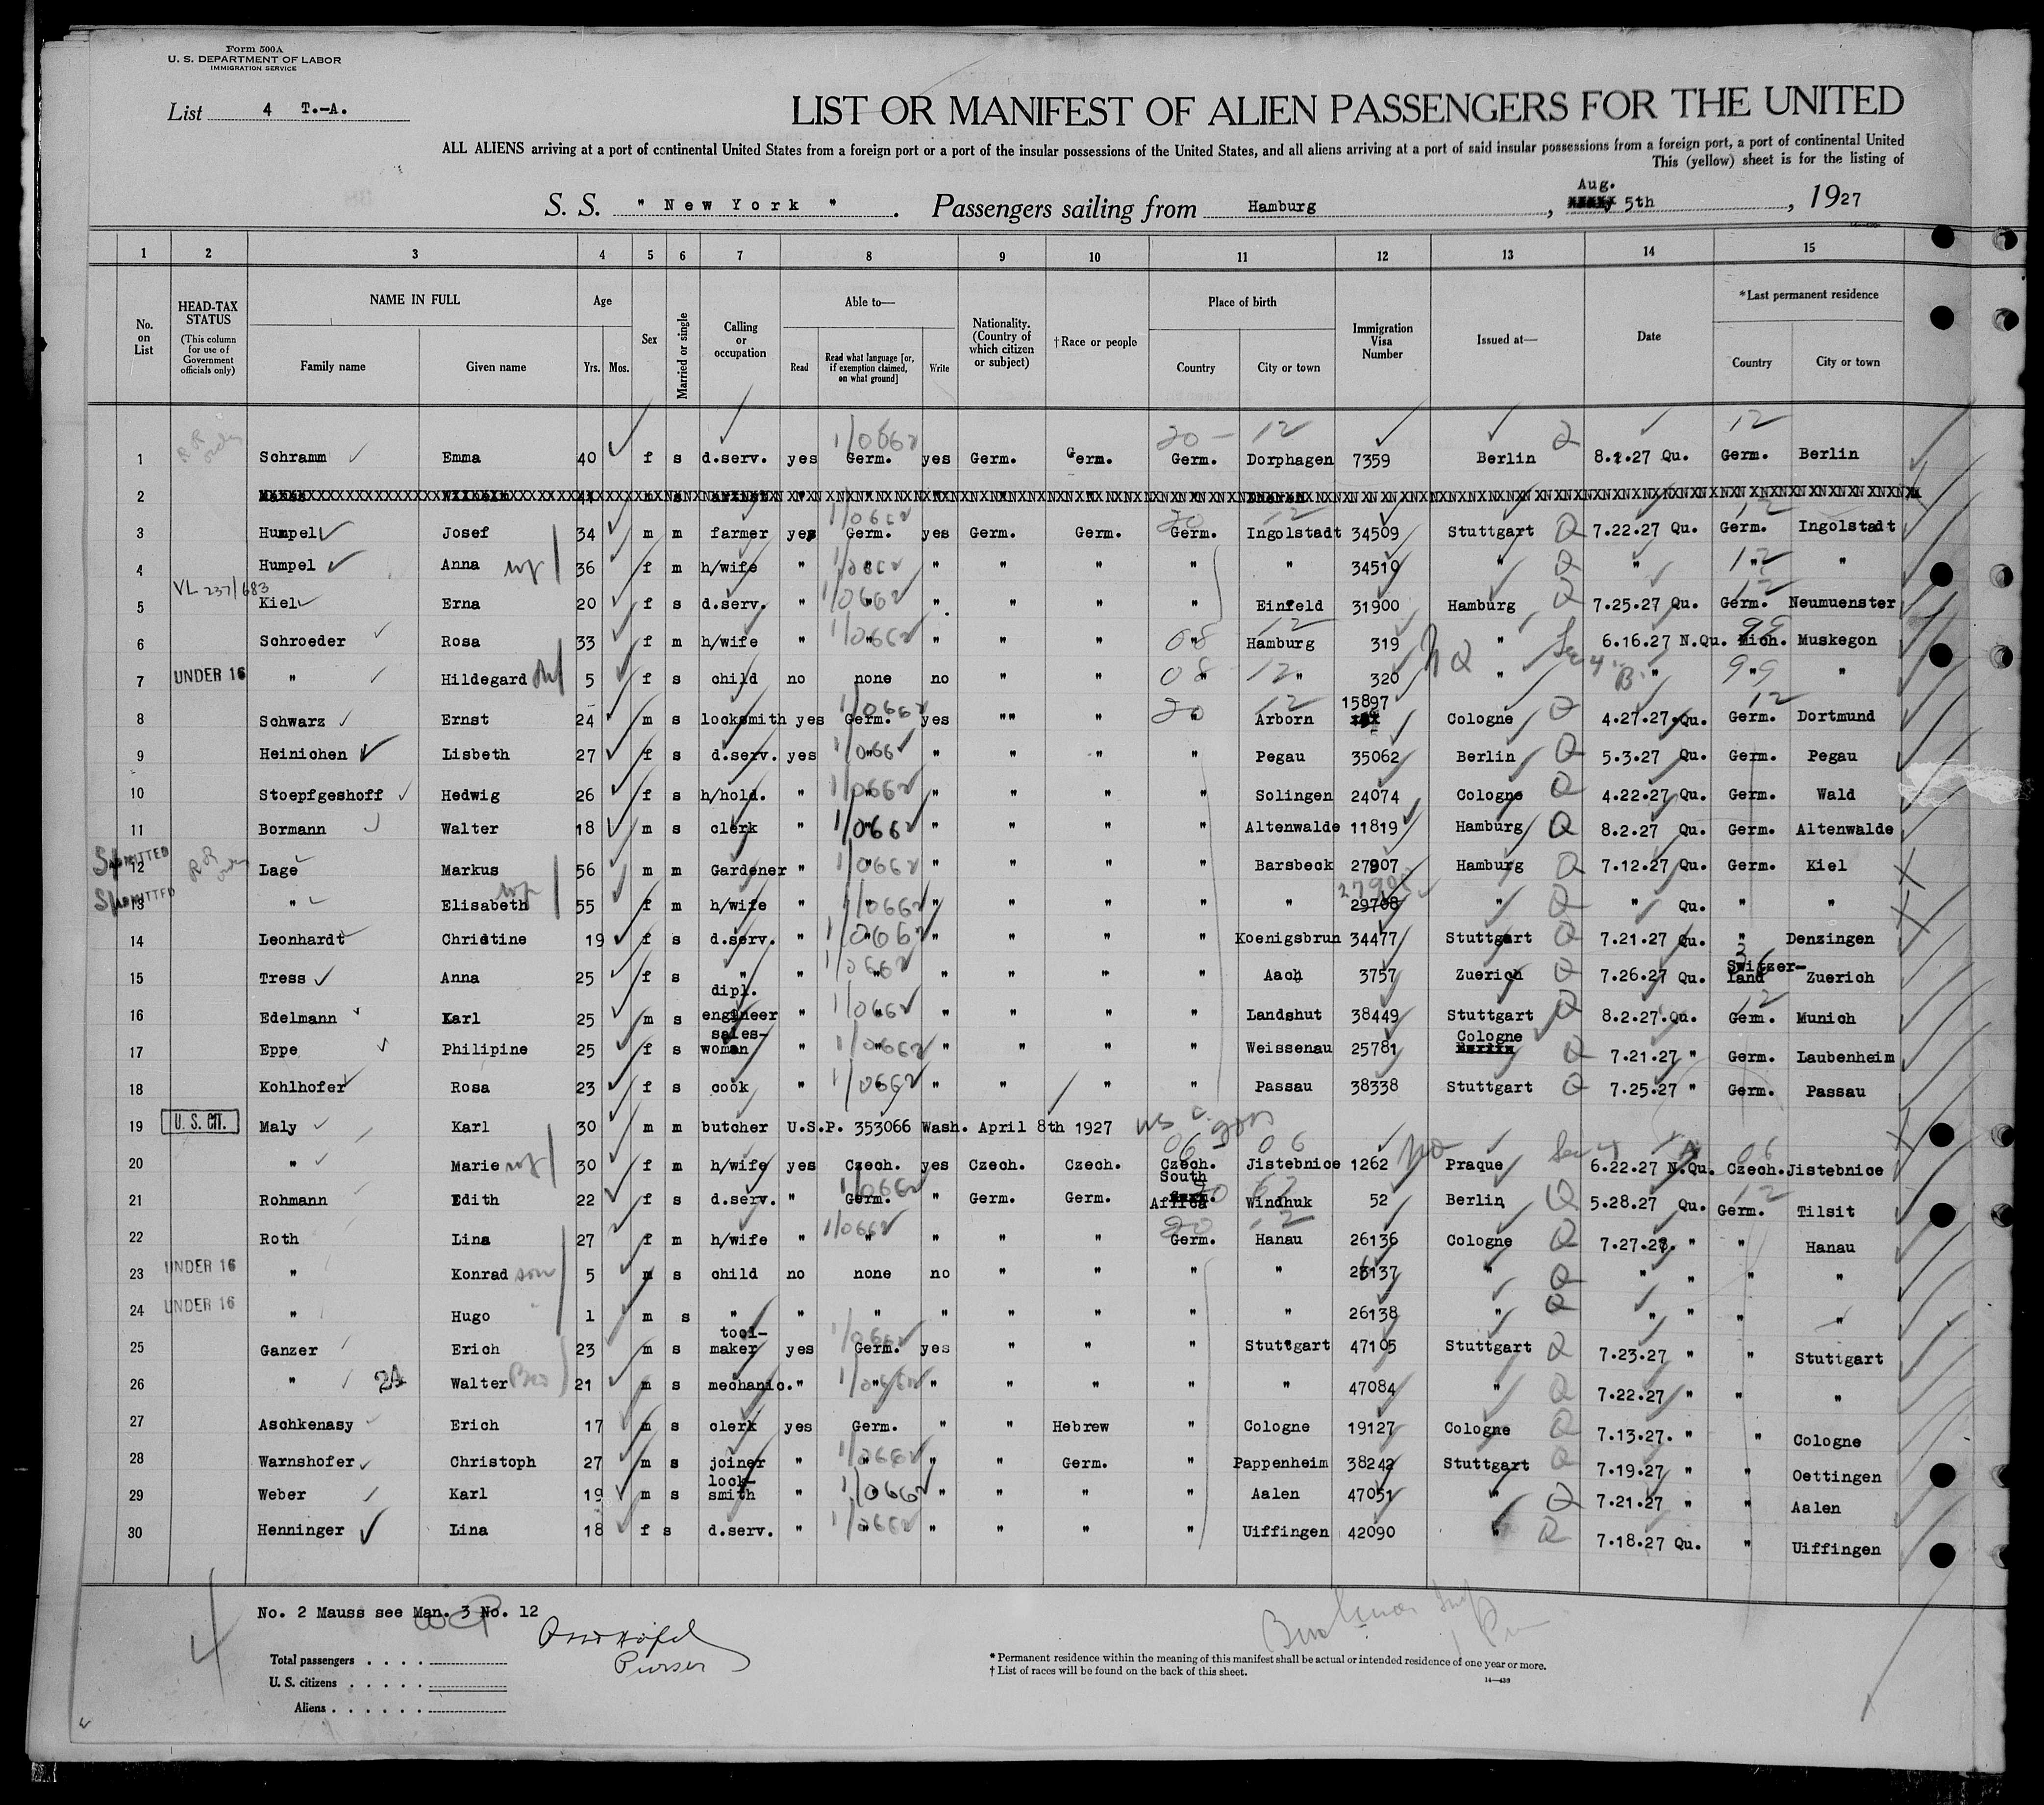 Form 500A
U. S. DEPARTMENT OF LABOR
IMMIGRATION SERVICE
List 4 T.-A.
LIST OR MANIFEST OF ALIEN PASSENGERS FOR THE UNITED
ALL ALIENS arriving at a port of continental United States from a foreign port or a port of the insular possessions of the United States, and all aliens arriving at a port of said insular possessions from a foreign port, a port of continental United
This (yellow) sheet is for the listing of
S. S. " New York ". Passengers sailing from Hamburg, Aug. 5th, 1927
1 2 3 4 5 6 7 8 9 10 11 12 13 14 15
No. on List
HEAD-TAX STATUS (This column for use of Government officials only)
NAME IN FULL Family name Given name
Age Yrs. Mos.
Sex
Married or single
Calling or occupation
Able to— Read Read what language [or, if exemption claimed, on what ground] Write
Nationality. (Country of which citizen or subject)
†Race or people
Place of birth Country City or town
Immigration Visa Number
Issued at—
Date
*Last permanent residence Country City or town
1 Schramm Emma 40 f s d.serv. yes Germ. yes Germ. Germ. Germ. Dorphagen 7359 Berlin 8.2.27 Qu. Germ. Berlin
2
3 Humpel Josef 34 m m farmer yes Germ. yes Germ. Germ. Germ. Ingolstadt 34509 Stuttgart 7.22.27 Qu. Germ. Ingolstadt
4 Humpel Anna 36 f m h/wife " " " " " " " 34510 " " " "
VL 237/683
5 Kiel Erna 20 f s d.serv. " " " " " " Einfeld 31900 Hamburg 7.25.27 Qu. Germ. Neumuenster
6 Schroeder Rosa 33 f m h/wife " " " " " " Hamburg 319 " 6.16.27 N.Qu. Mich. Muskegon
7 UNDER 16 " Hildegard 5 f s child no none no " " " " 320 " " " "
8 Schwarz Ernst 24 m s locksmith yes Germ. yes "" " Arborn 15897 Cologne 4.27.27. Qu. Germ. Dortmund
9 Heinichen Lisbeth 27 f s d.serv. yes " " " " " Pegau 35062 Berlin 5.3.27 Qu. Germ. Pegau
10 Stoepfgeshoff Hedwig 26 f s h/hold. " " " " " " Solingen 24074 Cologne 4.22.27 Qu. Germ. Wald
11 Bormann Walter 18 m s clerk " " " " " " Altenwalde 11819 Hamburg 8.2.27 Qu. Germ. Altenwalde
ADMITTED 12 Lage Markus 56 m m Gardener " " " " " " Barsbeck 27907 Hamburg 7.12.27 Qu. Germ. Kiel
ADMITTED 13 " Elisabeth 55 f m h/wife " " " " " " " 29708 " " Qu. " "
14 Leonhardt Christine 19 f s d.serv. " " " " " " Koenigsbrun 34477 Stuttgart 7.21.27 Qu. " Denzingen
15 Tress Anna 25 f s " " " " " " " Aach 3757 Zuerich 7.26.27 Qu. Switzer-land Zuerich
16 Edelmann Karl 25 m s dipl. engineer " " " " " " Landshut 38449 Stuttgart 8.2.27. Qu. Germ. Munich
17 Eppe Philipine 25 f s sales-woman " " " " " " Weissenau 25781 Cologne 7.21.27 " Germ. Laubenheim
18 Kohlhofer Rosa 23 f s cook " " " " " " Passau 38338 Stuttgart 7.25.27 " Germ. Passau
19 U. S. CIT. Maly Karl 30 m m butcher U.S.P. 353066 Wash. April 8th 1927
20 " Marie 30 f m h/wife yes Czech. yes Czech. Czech. Czech. Jistebnice 1262 Praque 6.22.27 N.Qu. Czech. Jistebnice
21 Rohmann Edith 22 f s d.serv. " Germ. " Germ. Germ. South Africa Windhuk 52 Berlin 5.28.27 Qu. Germ. Tilsit
22 Roth Lina 27 f m h/wife " " " " " Germ. Hanau 26136 Cologne 7.27.28. " " Hanau
23 UNDER 16 " Konrad son 5 m s child no none no " " " " 26137 " " " " "
24 UNDER 16 " Hugo 1 m s " " " " " " " " 26138 " " " " "
25 Ganzer Erich 23 m s tool-maker yes Germ. yes " " " Stuttgart 47105 Stuttgart 7.23.27 " " Stuttgart
26 " Walter 21 m s mechanic. " " " " " " " 47084 " 7.22.27 " " "
27 Aschkenasy Erich 17 m s clerk yes Germ. " " Hebrew " Cologne 19127 Cologne 7.13.27. " " Cologne
28 Warnshofer Christoph 27 m s joiner " " " " Germ. " Pappenheim 38242 Stuttgart 7.19.27 " " Oettingen
29 Weber Karl 19 m s lock-smith " " " " " " Aalen 47051 " 7.21.27 " " Aalen
30 Henninger Lina 18 f s d.serv. " " " " " " Uiffingen 42090 " 7.18.27 Qu. " Uiffingen
No. 2 Mauss see Man. 3 No. 12
Purser
Total passengers
U. S. citizens
Aliens
* Permanent residence within the meaning of this manifest shall be actual or intended residence of one year or more.
† List of races will be found on the back of this sheet.
14—439